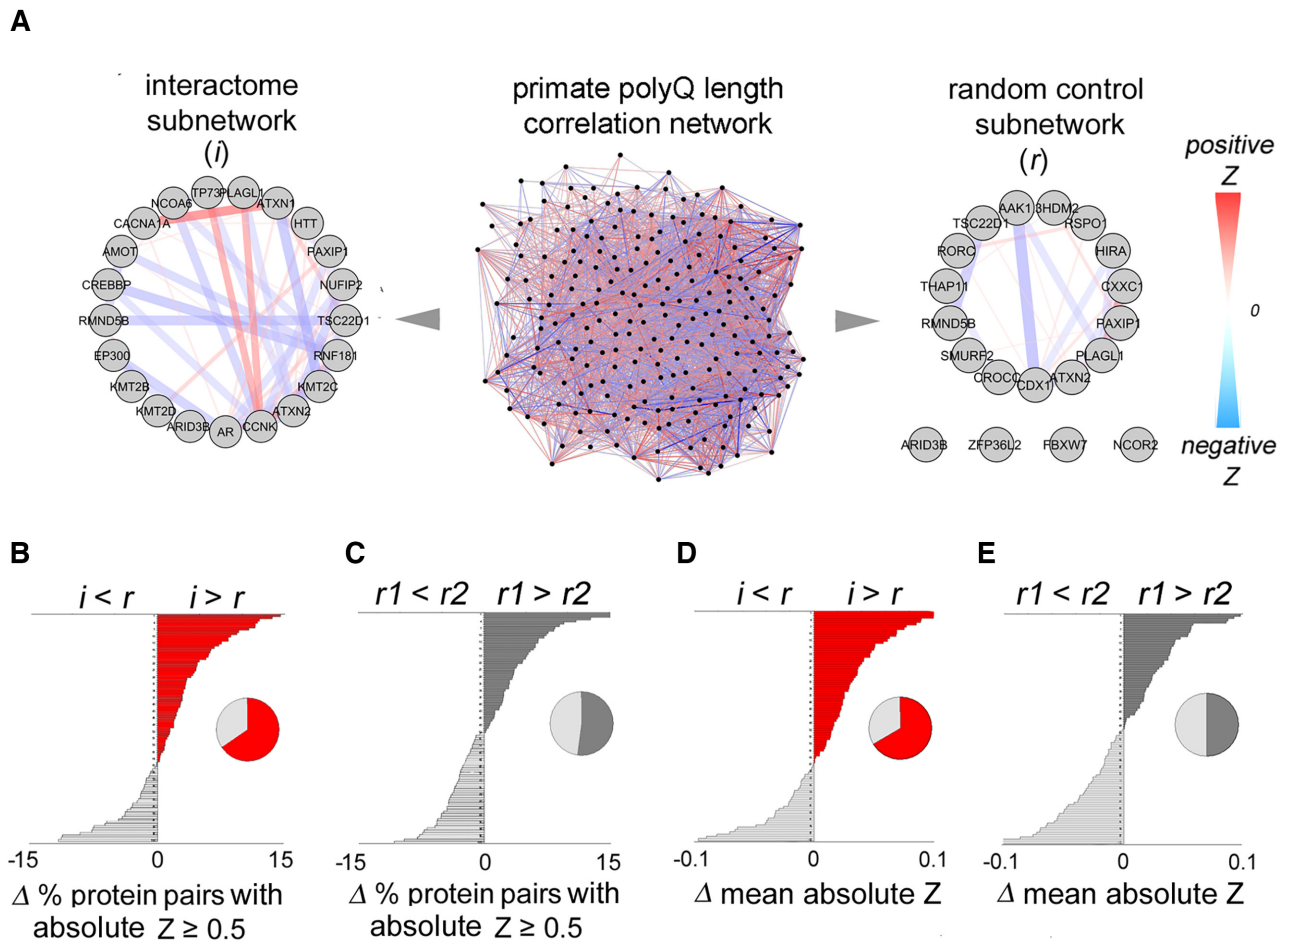 A
interactome
subnetwork
(i)
primate polyQ length
correlation network
random control
subnetwork
(r)
positive
Z
0
negative
Z
TP73
PLAGL1
NCOA6
ATXN1
CACNA1A
HTT
AMOT
PAXIP1
CREBBP
NUFIP2
RMND5B
TSC22D1
EP300
RNF181
KMT2B
KMT2C
KMT2D
ATXN2
ARID3B
AR
CCNK
AAK1
3HDM2
TSC22D1
RSPO1
RORC
HIRA
THAP11
CXXC1
RMND5B
PAXIP1
SMURF2
PLAGL1
CROCC
CDX1
ATXN2
ARID3B
ZFP36L2
FBXW7
NCOR2
B
i < r
i > r
-15
0
15
Δ % protein pairs with
absolute Z ≥ 0.5
C
r1 < r2
r1 > r2
-15
0
15
Δ % protein pairs with
absolute Z ≥ 0.5
D
i < r
i > r
-0.1
0
0.1
Δ mean absolute Z
E
r1 < r2
r1 > r2
-0.1
0
0.1
Δ mean absolute Z